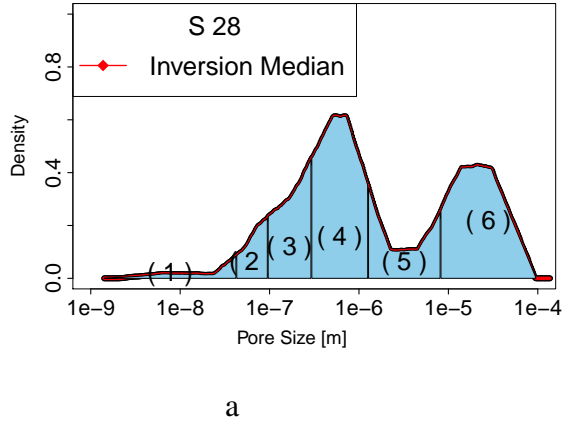 S 28
Inversion Median
Density
0.0 0.4 0.8
( 1 ) ( 2 ( 3 ) ( 4 ) ( 5 ) ( 6 )
1e-9 1e-8 1e-7 1e-6 1e-5 1e-4
Pore Size [m]
a